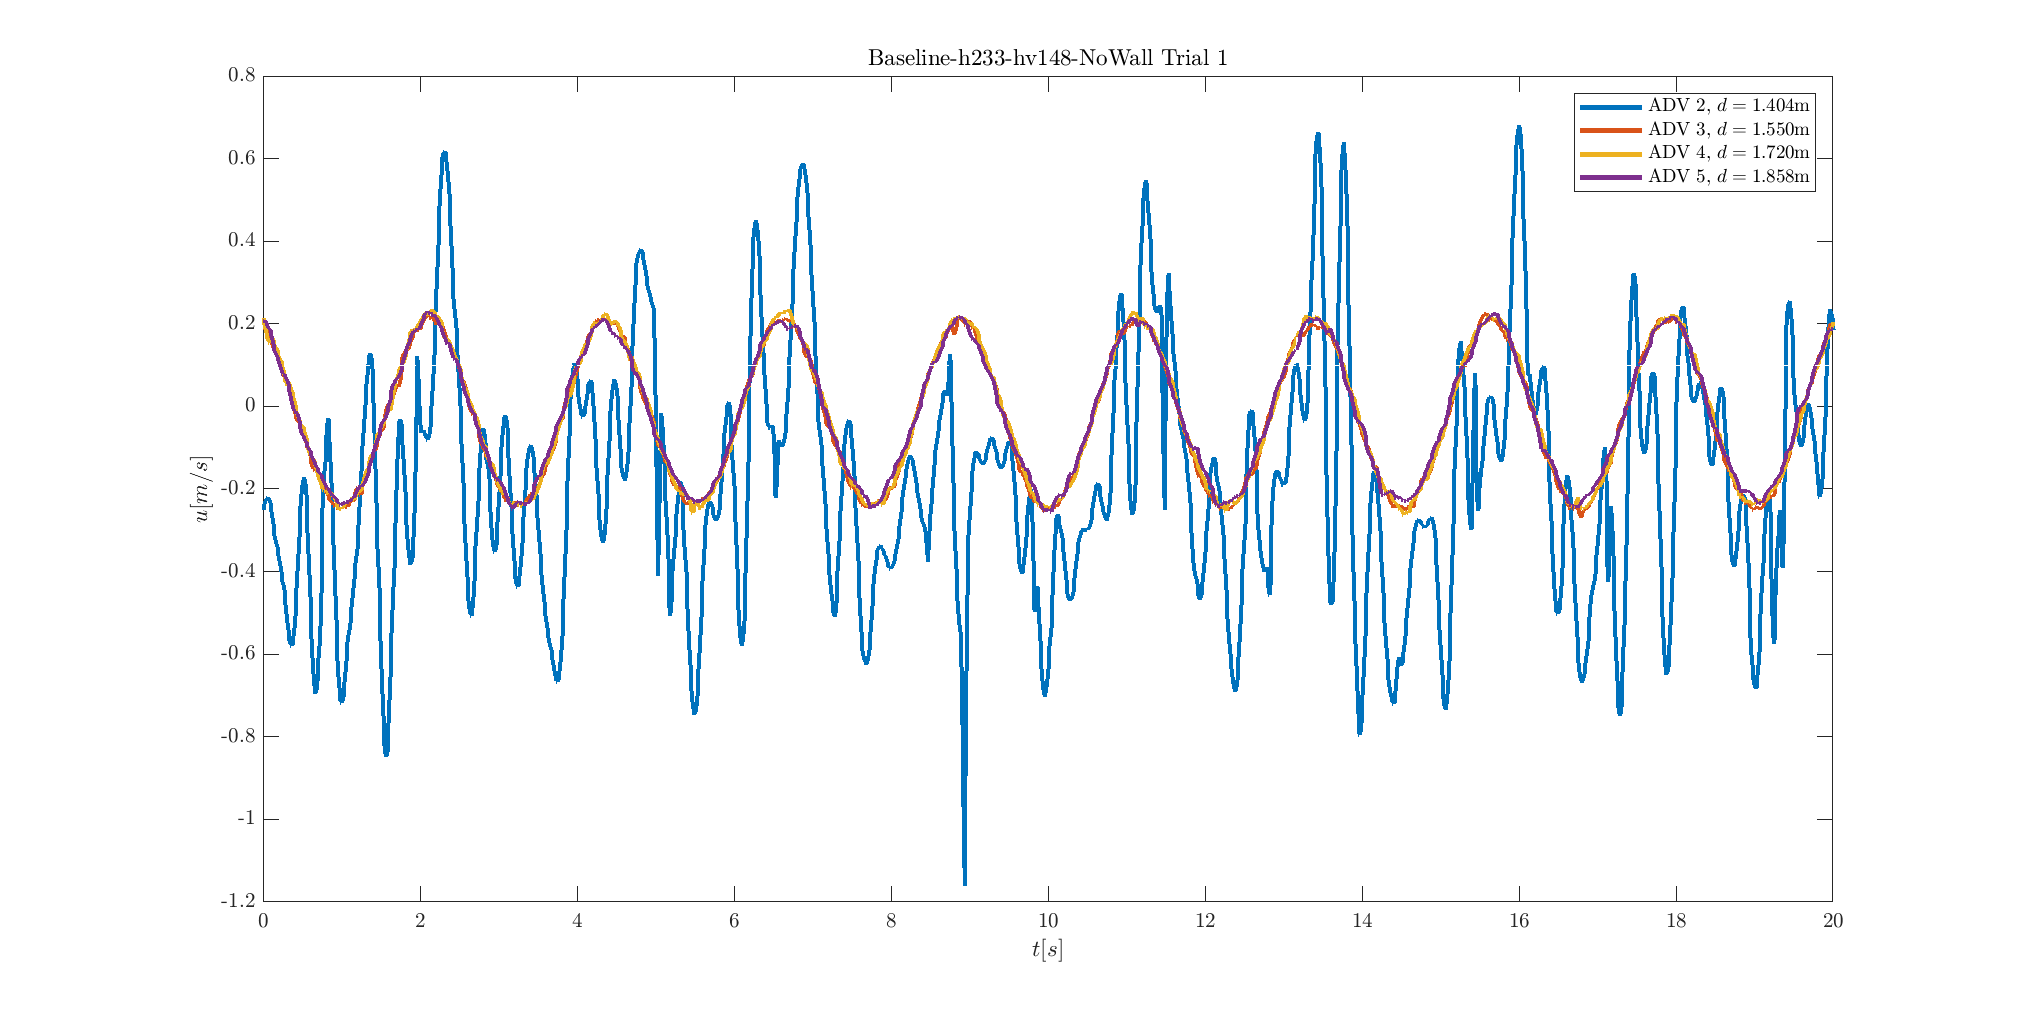 Baseline-h233-hv148-NoWall Trial 1
ADV 2, d = 1.404m
ADV 3, d = 1.550m
ADV 4, d = 1.720m
ADV 5, d = 1.858m
0.8
0.6
0.4
0.2
0
-0.2
-0.4
-0.6
-0.8
-1
-1.2
u[m/s]
0 2 4 6 8 10 12 14 16 18 20
t[s]